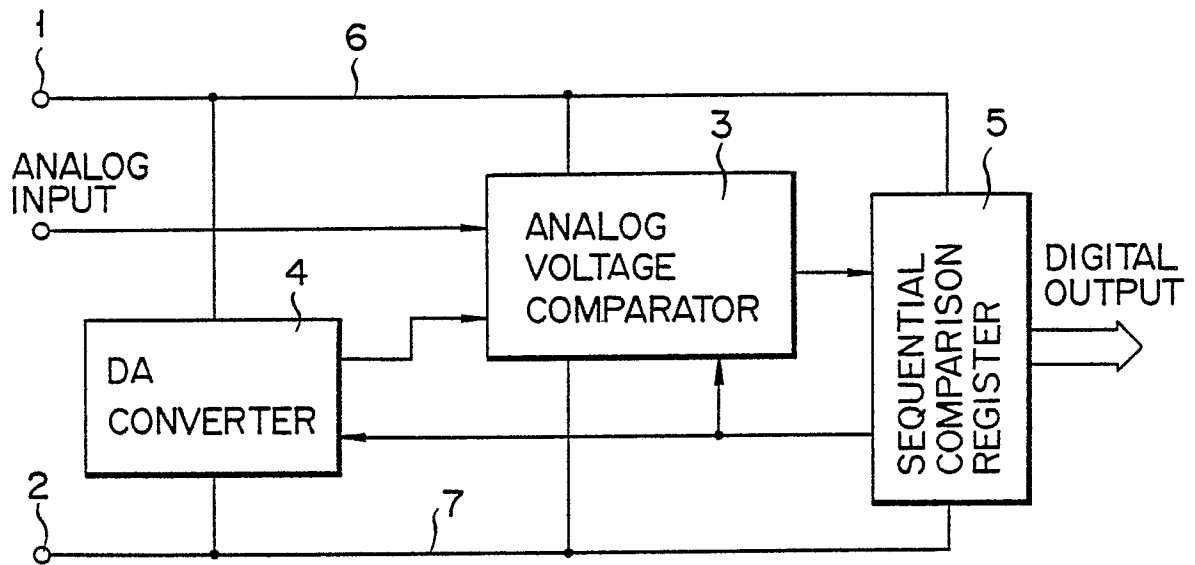 1
6
3
5
ANALOG
INPUT
ANALOG
VOLTAGE
COMPARATOR
4
DA
CONVERTER
SEQUENTIAL
COMPARISON
REGISTER
DIGITAL
OUTPUT
2
7